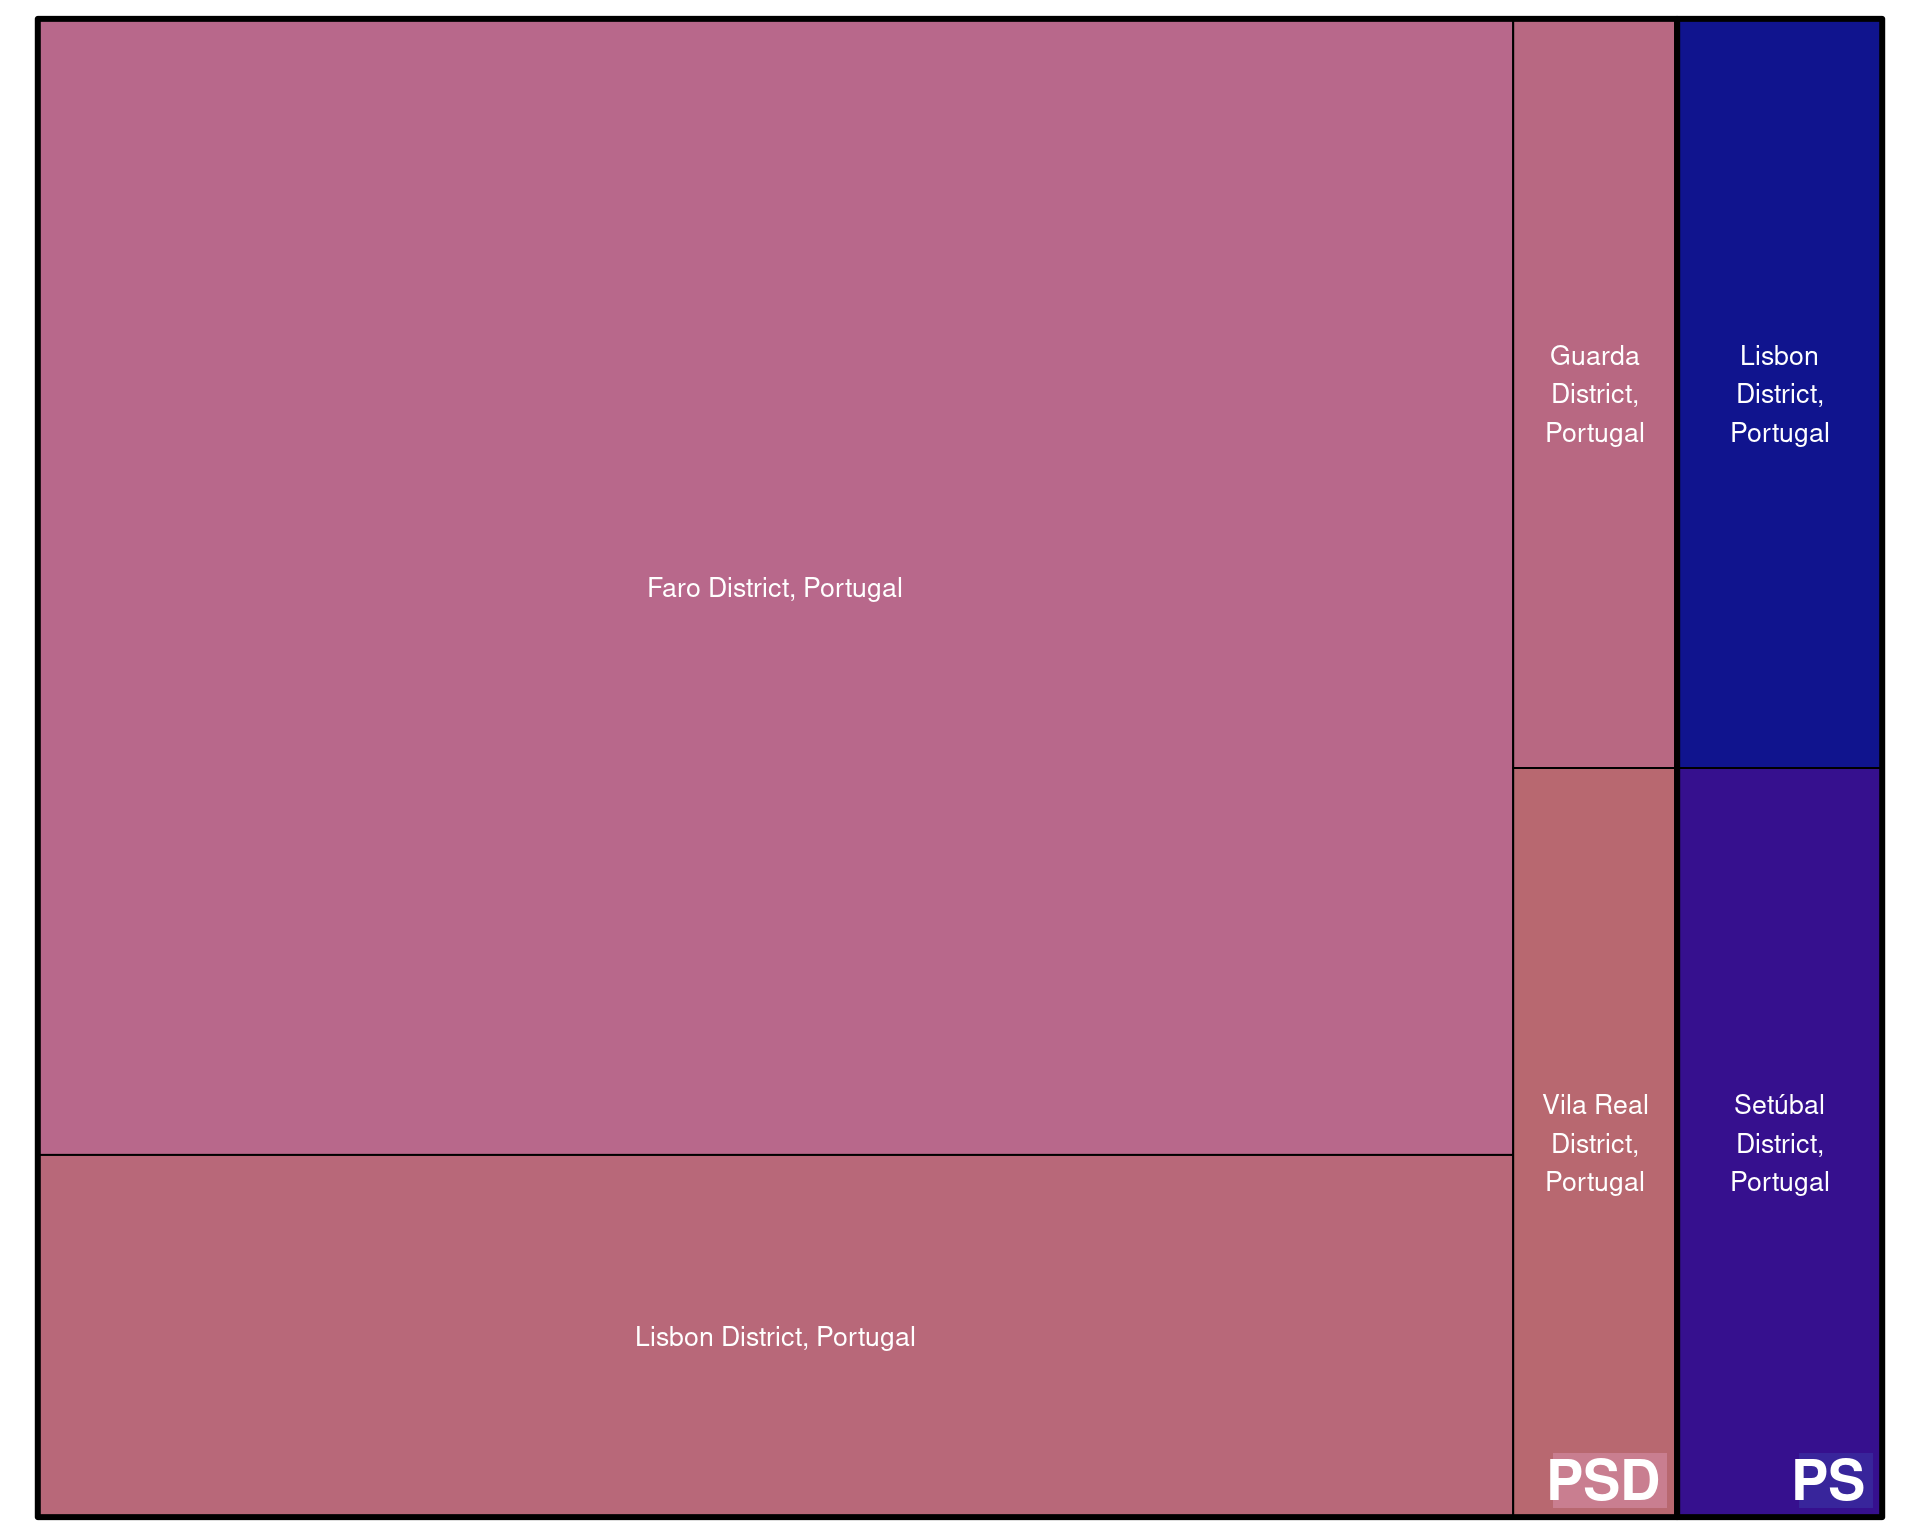 Faro District, Portugal
Lisbon District, Portugal
Guarda
District,
Portugal
Vila Real
District,
Portugal
PSD
Lisbon
District,
Portugal
Setúbal
District,
Portugal
PS